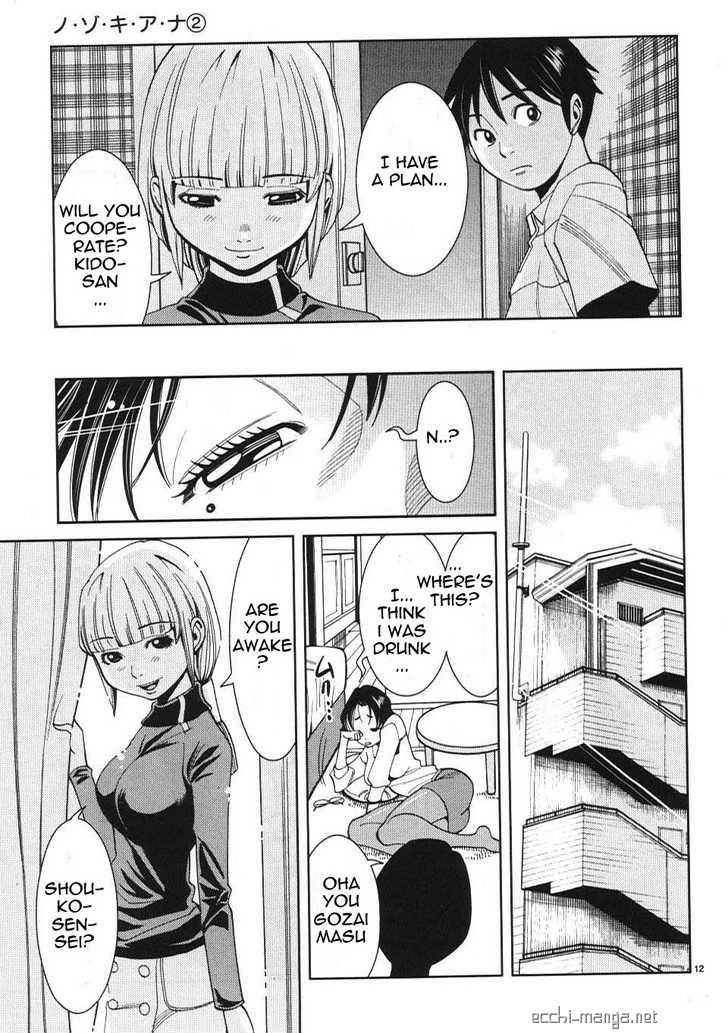 ノ・ゾ・キ・ア・ナ②
I HAVE
A PLAN...
WILL YOU
COOPE-
RATE?
KIDO-
SAN
...
N..?
...
WHERE'S
THIS?
I...
THINK
I WAS
DRUNK
...
OHA
YOU
GOZAI
MASU
ARE
YOU
AWAKE
?
SHOU-
KO-
SEN-
SEI?
12
ecchi-manga.net